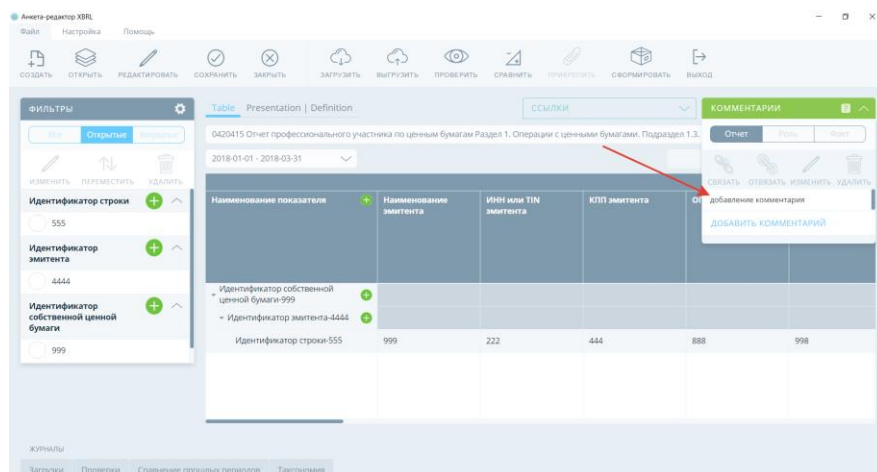 Анкета-редактор XBRL
Файл Настройка Помощь
СОЗДАТЬ ОТКРЫТЬ РЕДАКТИРОВАТЬ СОХРАНИТЬ ЗАКРЫТЬ ЗАГРУЗИТЬ ВЫГРУЗИТЬ ПРОВЕРИТЬ СРАВНИТЬ ПРИКРЕПИТЬ СФОРМИРОВАТЬ ВЫХОД
ФИЛЬТРЫ
Все Открытые Закрытые
ИЗМЕНИТЬ ПЕРЕМЕСТИТЬ УДАЛИТЬ
Идентификатор строки
555
Идентификатор
эмитента
4444
Идентификатор
собственной ценной
бумаги
999
Table Presentation | Definition
ССЫЛКИ
0420415 Отчет профессионального участника по ценным бумагам Раздел 1. Операции с ценными бумагами. Подраздел 1.3.
2018-01-01 - 2018-03-31
Наименование показателя
Наименование
эмитента
ИНН или TIN
эмитента
КПП эмитента
Идентификатор собственной
ценной бумаги-999
Идентификатор эмитента-4444
Идентификатор строки-555 999 222 444 888 998
КОММЕНТАРИИ
Отчет Роль Факт
СВЯЗАТЬ ОТВЯЗАТЬ ИЗМЕНИТЬ УДАЛИТЬ
добавление комментария
ДОБАВИТЬ КОММЕНТАРИЙ
ЖУРНАЛЫ
Загрузки Проверки Сравнение прошлых периодов Таксономия